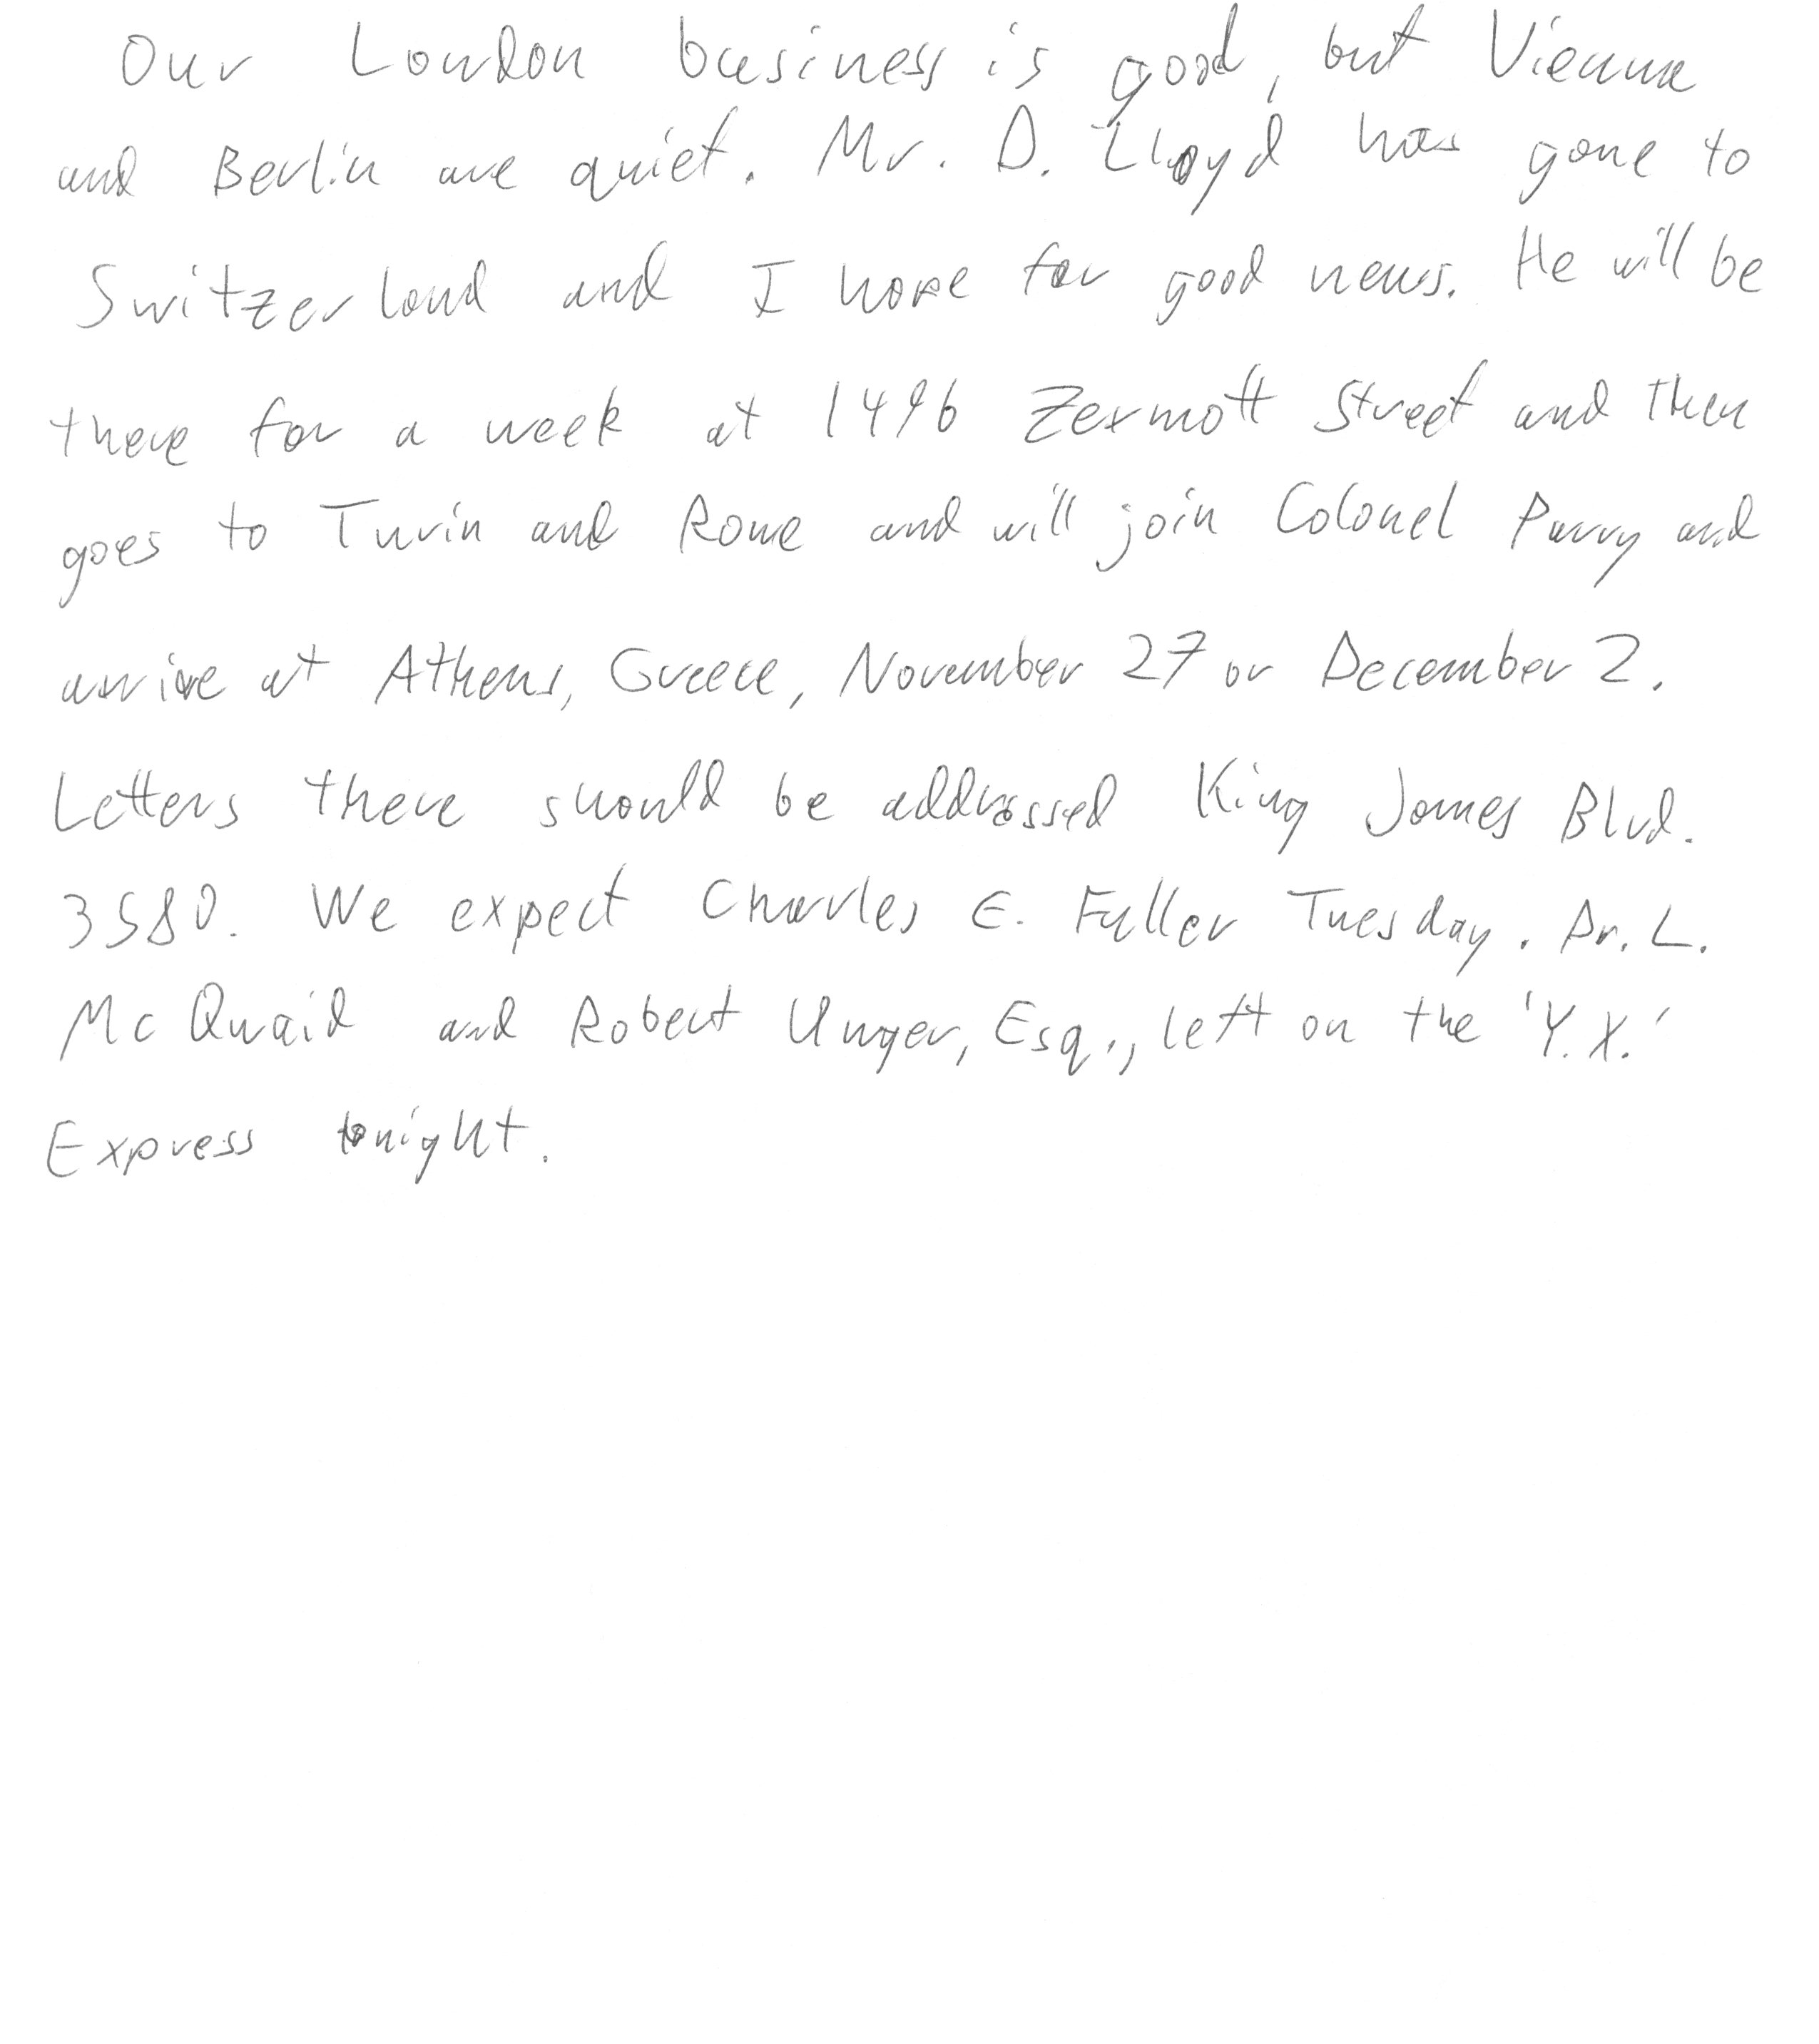 Our London business is good, but Vienna
and Berlin are quiet. Mr. D. Lloyd has gone to
Switzerland and I hope for good news. He will be
there for a week at 1496 Zermott Street and then
goes to Turin and Rome and will join Colonel Parry and
arrive at Athens, Greece, November 27 or December 2.
Letters there should be addressed King James Blvd.
3580. We expect Charles E. Fuller Tuesday. Dr. L.
McQuaid and Robert Unger, Esq., left on the 'Y.X.'
Express tonight.